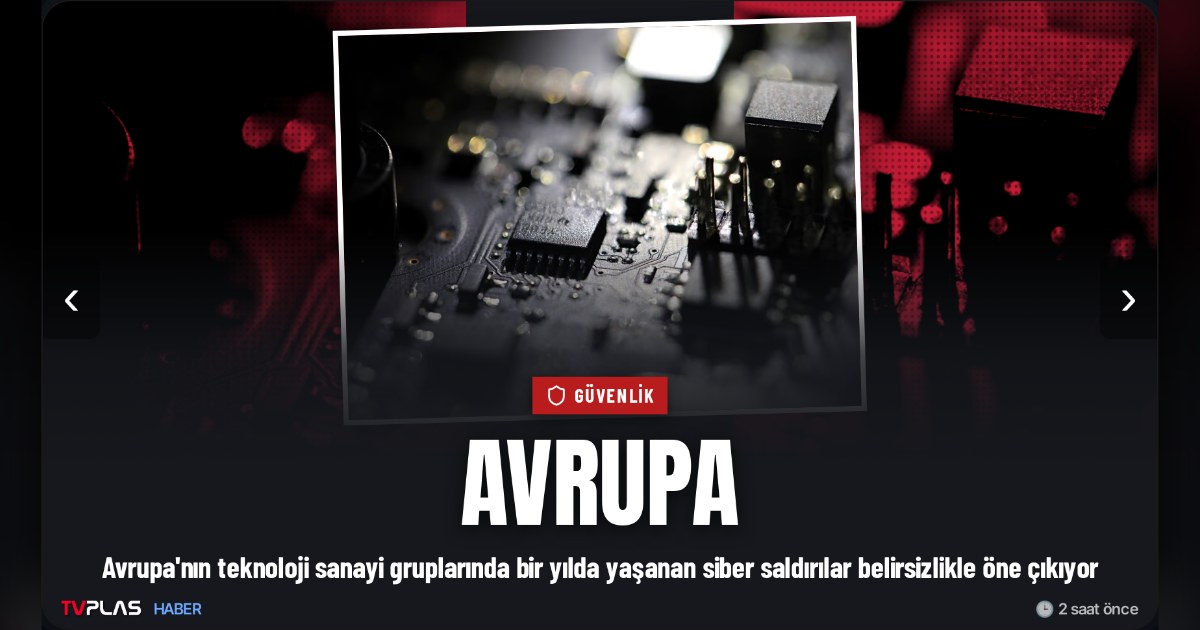 GÜVENLİK
AVRUPA
Avrupa'nın teknoloji sanayi gruplarında bir yılda yaşanan siber saldırılar belirsizlikle öne çıkıyor
TVPLAS HABER
2 saat önce